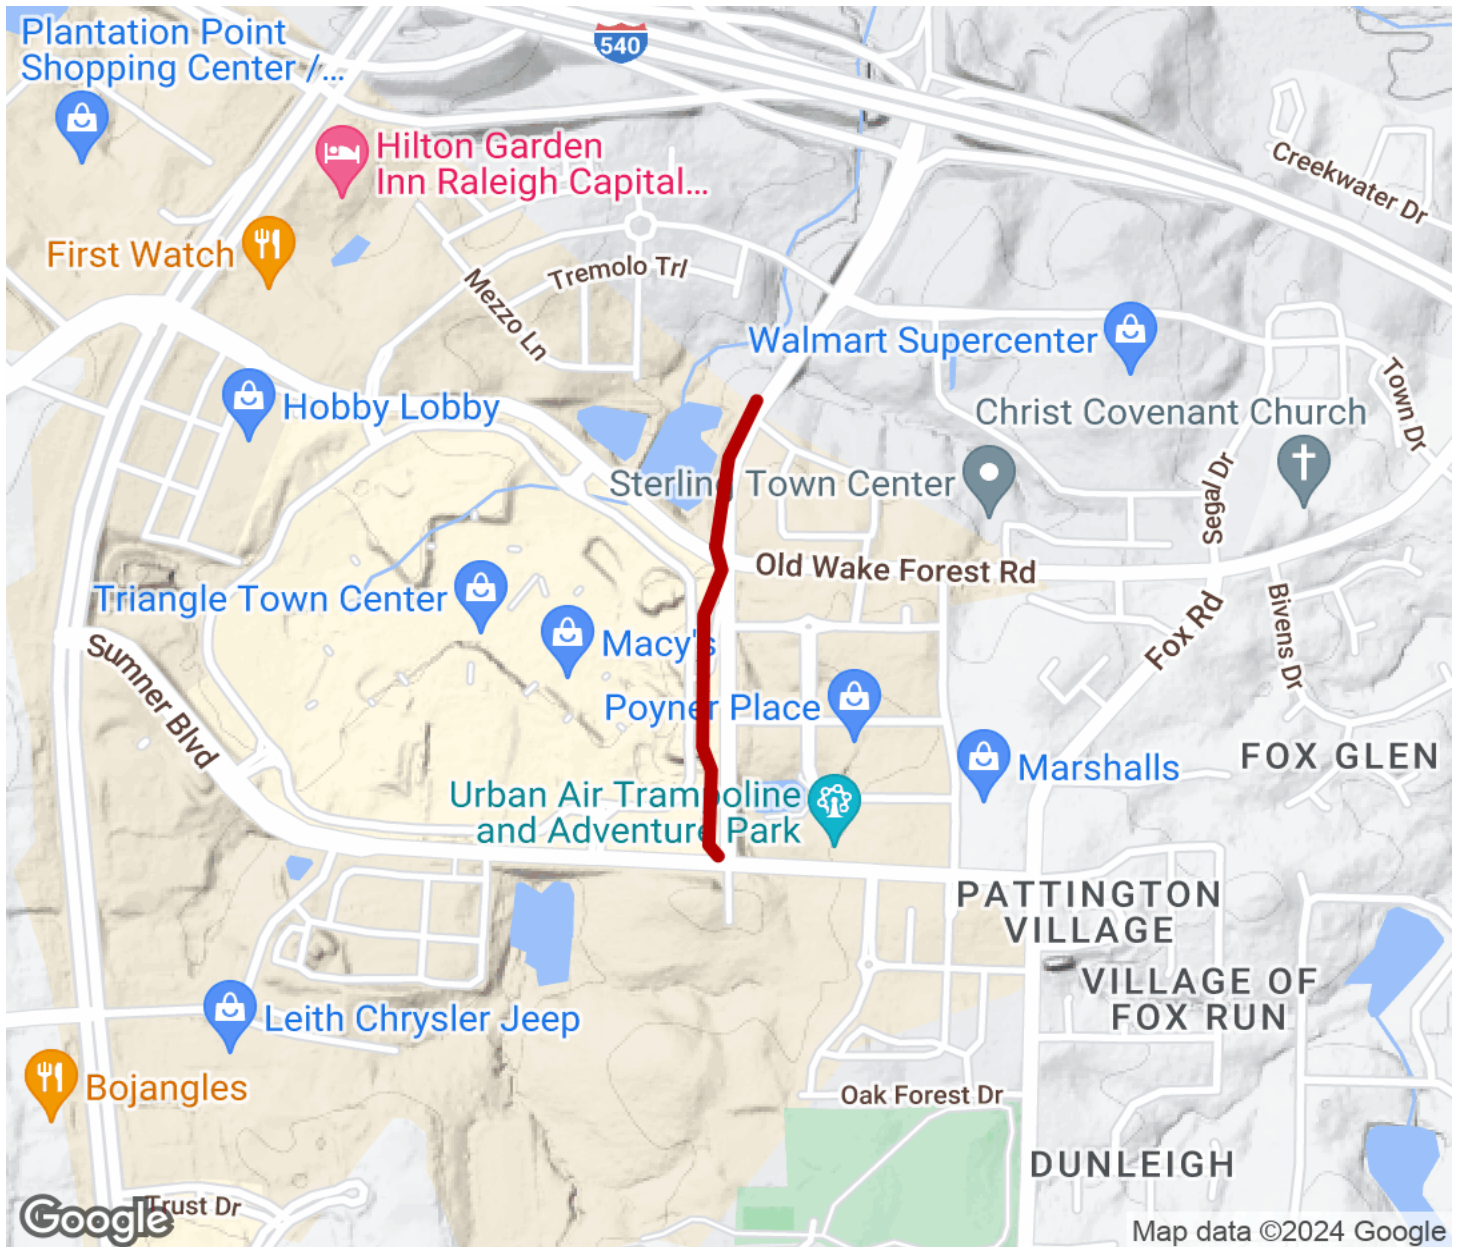 Plantation Point
Shopping Center /...
540
Hilton Garden
Inn Raleigh Capital...
Creekwater Dr
First Watch
Tremolo Trl
Mezzo Ln
Walmart Supercenter
Town Dr
Hobby Lobby
Christ Covenant Church
Sterling Town Center
Segal Dr
Old Wake Forest Rd
Triangle Town Center
Macy's
Fox Rd
Bivens Dr
Sumner Blvd
Poyner Place
FOX GLEN
Marshalls
Urban Air Trampoline
and Adventure Park
PATTINGTON
VILLAGE
VILLAGE OF
FOX RUN
Leith Chrysler Jeep
Bojangles
Oak Forest Dr
DUNLEIGH
Trust Dr
Google
Map data ©2024 Google